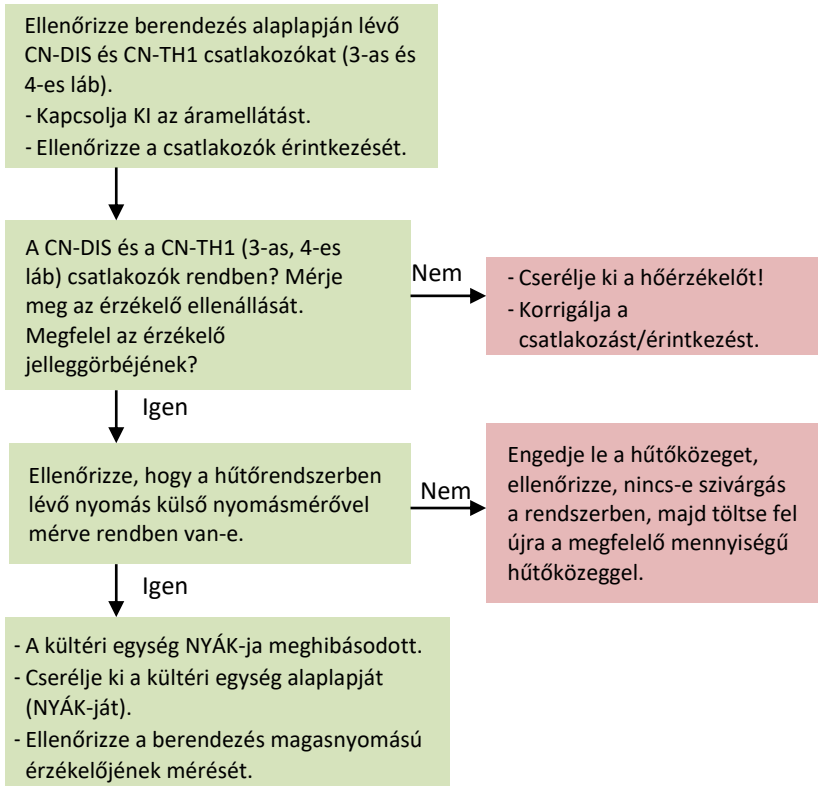 Ellenőrizze berendezés alaplapján lévő
CN-DIS és CN-TH1 csatlakozókat (3-as és
4-es láb).
- Kapcsolja KI az áramellátást.
- Ellenőrizze a csatlakozók érintkezését.
A CN-DIS és a CN-TH1 (3-as, 4-es
láb) csatlakozók rendben? Mérje
meg az érzékelő ellenállását.
Megfelel az érzékelő
jelleggörbéjének?
Nem
- Cserélje ki a hőérzékelőt!
- Korrigálja a
csatlakozást/érintkezést.
Igen
Ellenőrizze, hogy a hűtőrendszerben
lévő nyomás külső nyomásmérővel
mérve rendben van-e.
Nem
Engedje le a hűtőközeget,
ellenőrizze, nincs-e szivárgás
a rendszerben, majd töltse fel
újra a megfelelő mennyiségű
hűtőközeggel.
Igen
- A kültéri egység NYÁK-ja meghibásodott.
- Cserélje ki a kültéri egység alaplapját
(NYÁK-ját).
- Ellenőrizze a berendezés magasnyomású
érzékelőjének mérését.